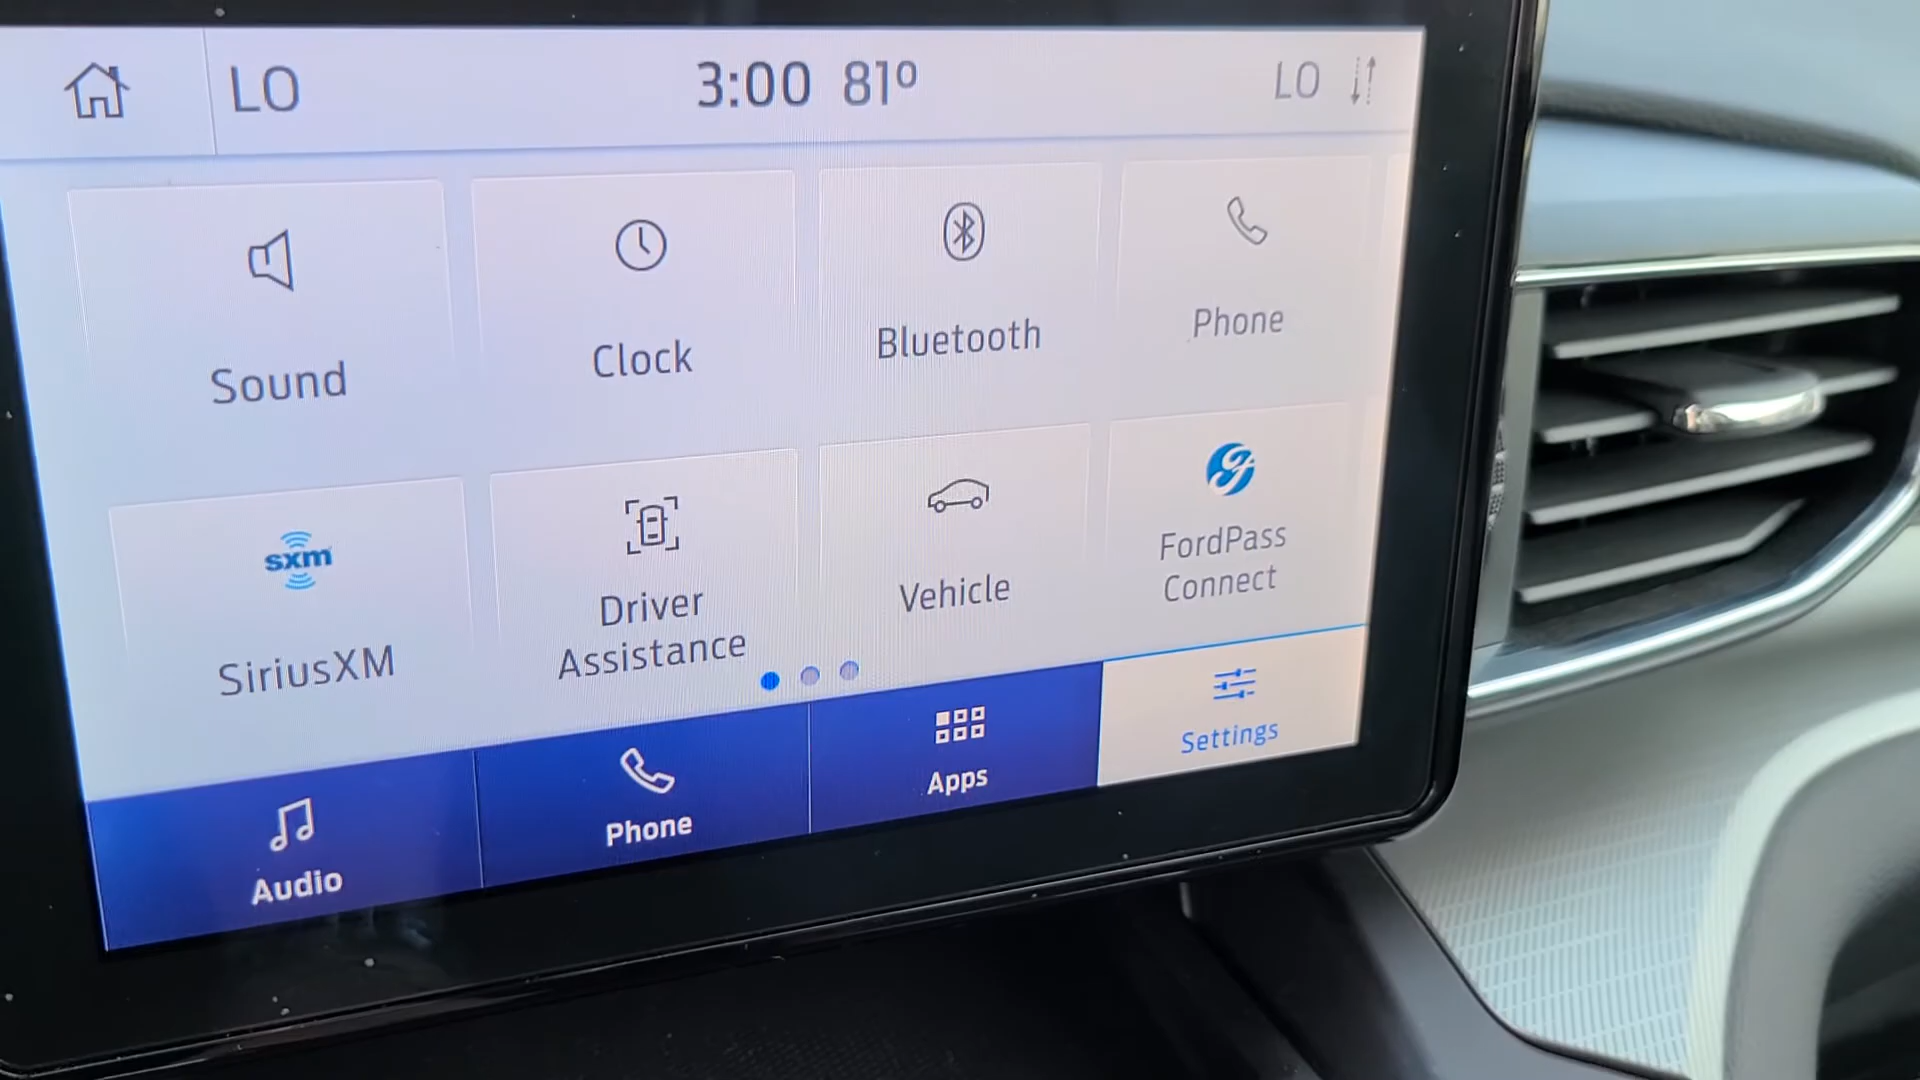 LO 3:00 81° LO
Sound Clock Bluetooth Phone
sxm
SiriusXM
Driver
Assistance
Vehicle
FordPass
Connect
Audio Phone Apps Settings